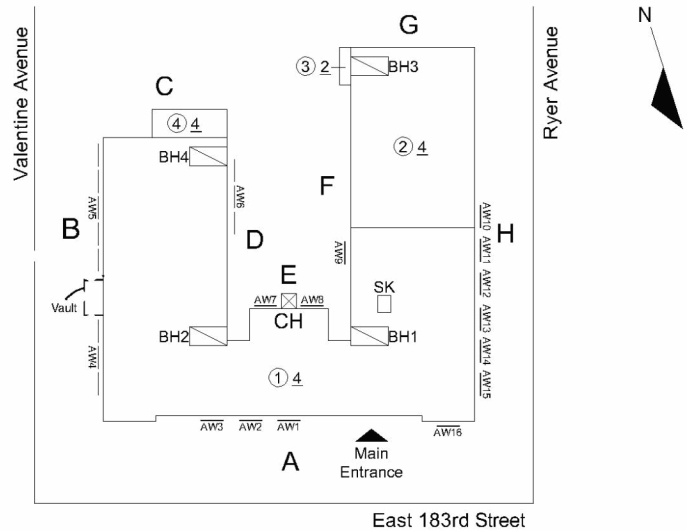 G
N
Valentine Avenue
Ryer Avenue
③ 2
BH3
C
④ 4
② 4
BH4
F
AW5
AW6
B
D
H
AW10
AW9
AW11
E
SK
AW12
Vault
AW7
AW8
CH
AW13
BH2
BH1
AW4
AW14
① 4
AW15
AW3
AW2
AW1
AW16
A
Main
Entrance
East 183rd Street